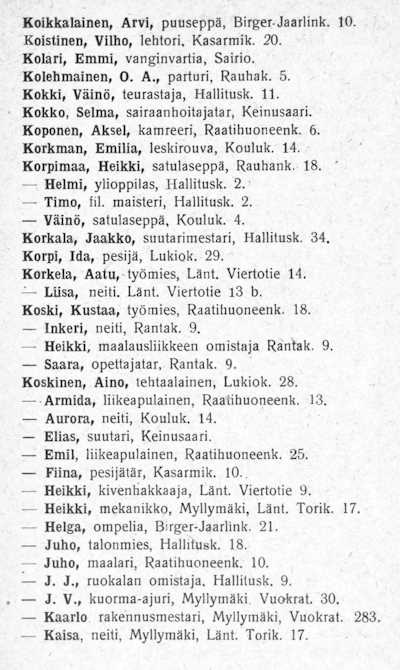 Koikkalainen, Arvi, puuseppä, Birger-Jaarlink. 10.
Koistinen, Vilho, lehtori, Kasarmik. 20.
Kolari, Emmi, vanginvartia, Sairio.
Kolehmainen, O. A., parturi, Rauhak. 5.
Kokki, Väinö, teurastaja, Hallitusk. 11.
Kokko, Selma, sairaanhoitajatar, Keinusaari.
Koponen, Aksel, kamreeri, Raatihuoneenk. 6.
Korkman, Emilia, leskirouva, Kouluk. 14.
Korpimaa, Heikki, satulaseppä, Rauhank. 18.
— Helmi, ylioppilas, Hallitusk. 2.
— Timo, fil. maisteri, Hallitusk. 2.
— Väinö, satulaseppä, Kouluk. 4.
Korkala, Jaakko, suutarimestari, Hallitusk. 34.
Korpi, Ida, pesijä, Lukiok. 29.
Korkela, Aatu, työmies, Länt. Viertotie 14.
— Liisa, neiti. Länt. Viertotie 13 b.
Koski, Kustaa, työmies, Raatihuoneenk. 18.
— Inkeri, neiti, Rantak. 9.
— Heikki, maalausliikkeen omistaja Rantak. 9.
— Saara, opettajatar, Rantak. 9.
Koskinen, Aino, tehtaalainen, Lukiok. 28.
— Armida, liikeapulainen, Raatihuoneenk. 13.
— Aurora, neiti, Kouluk. 14.
— Elias, suutari, Keinusaari.
— Emil, liikeapulainen, Raatihuoneenk. 25.
— Fiina, pesijätär, Kasarmik. 10.
— Heikki, kivenhakkaaja, Länt. Viertotie 9.
— Heikki, mekanikko, Myllymäki, Länt. Torik. 17.
— Helga, ompelia, Birger-Jaarlink. 21.
— Juho, talonmies, Hallitusk. 18.
— Juho, maalari, Raatihuoneenk. 10.
— J. J., ruokalan omistaja, Hallitusk. 9.
— J. V., kuorma-ajuri, Myllymäki, Vuokrat. 30.
— Kaarlo rakennusmestari, Myllymäki, Vuokrat. 283.
— Kaisa, neiti, Myllymäki, Länt. Torik. 17.